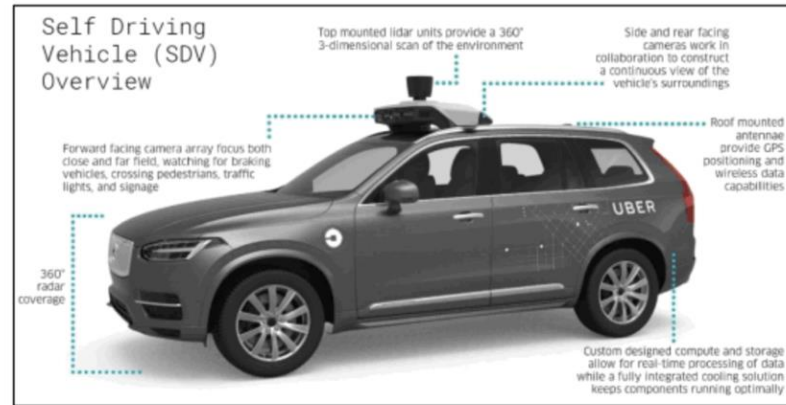 Self Driving
Vehicle (SDV)
Overview
Top mounted lidar units provide a 360°
3-dimensional scan of the environment
Side and rear facing
cameras work in
collaboration to construct
a continuous view of the
vehicle's surroundings
Forward facing camera array focus both
close and far field, watching for braking
vehicles, crossing pedestrians, traffic
lights, and signage
Roof mounted
antennae
provide GPS
positioning and
wireless data
capabilities
UBER
360°
radar
coverage
Custom designed compute and storage
allow for real-time processing of data
while a fully integrated cooling solution
keeps components running optimally